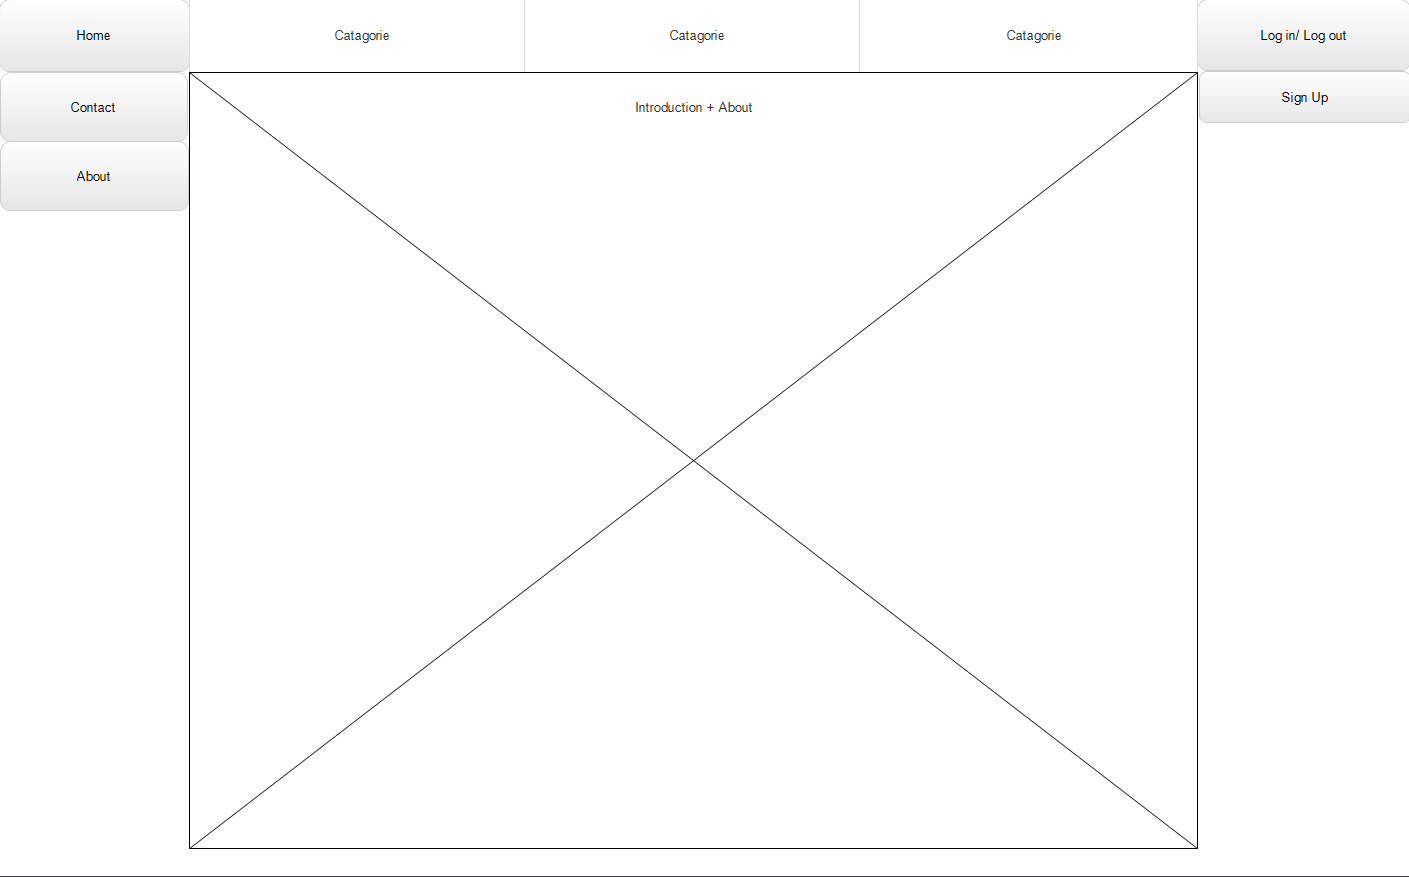 Home
Catagorie
Catagorie
Catagorie
Log in/ Log out
Contact
Introduction + About
Sign Up
About